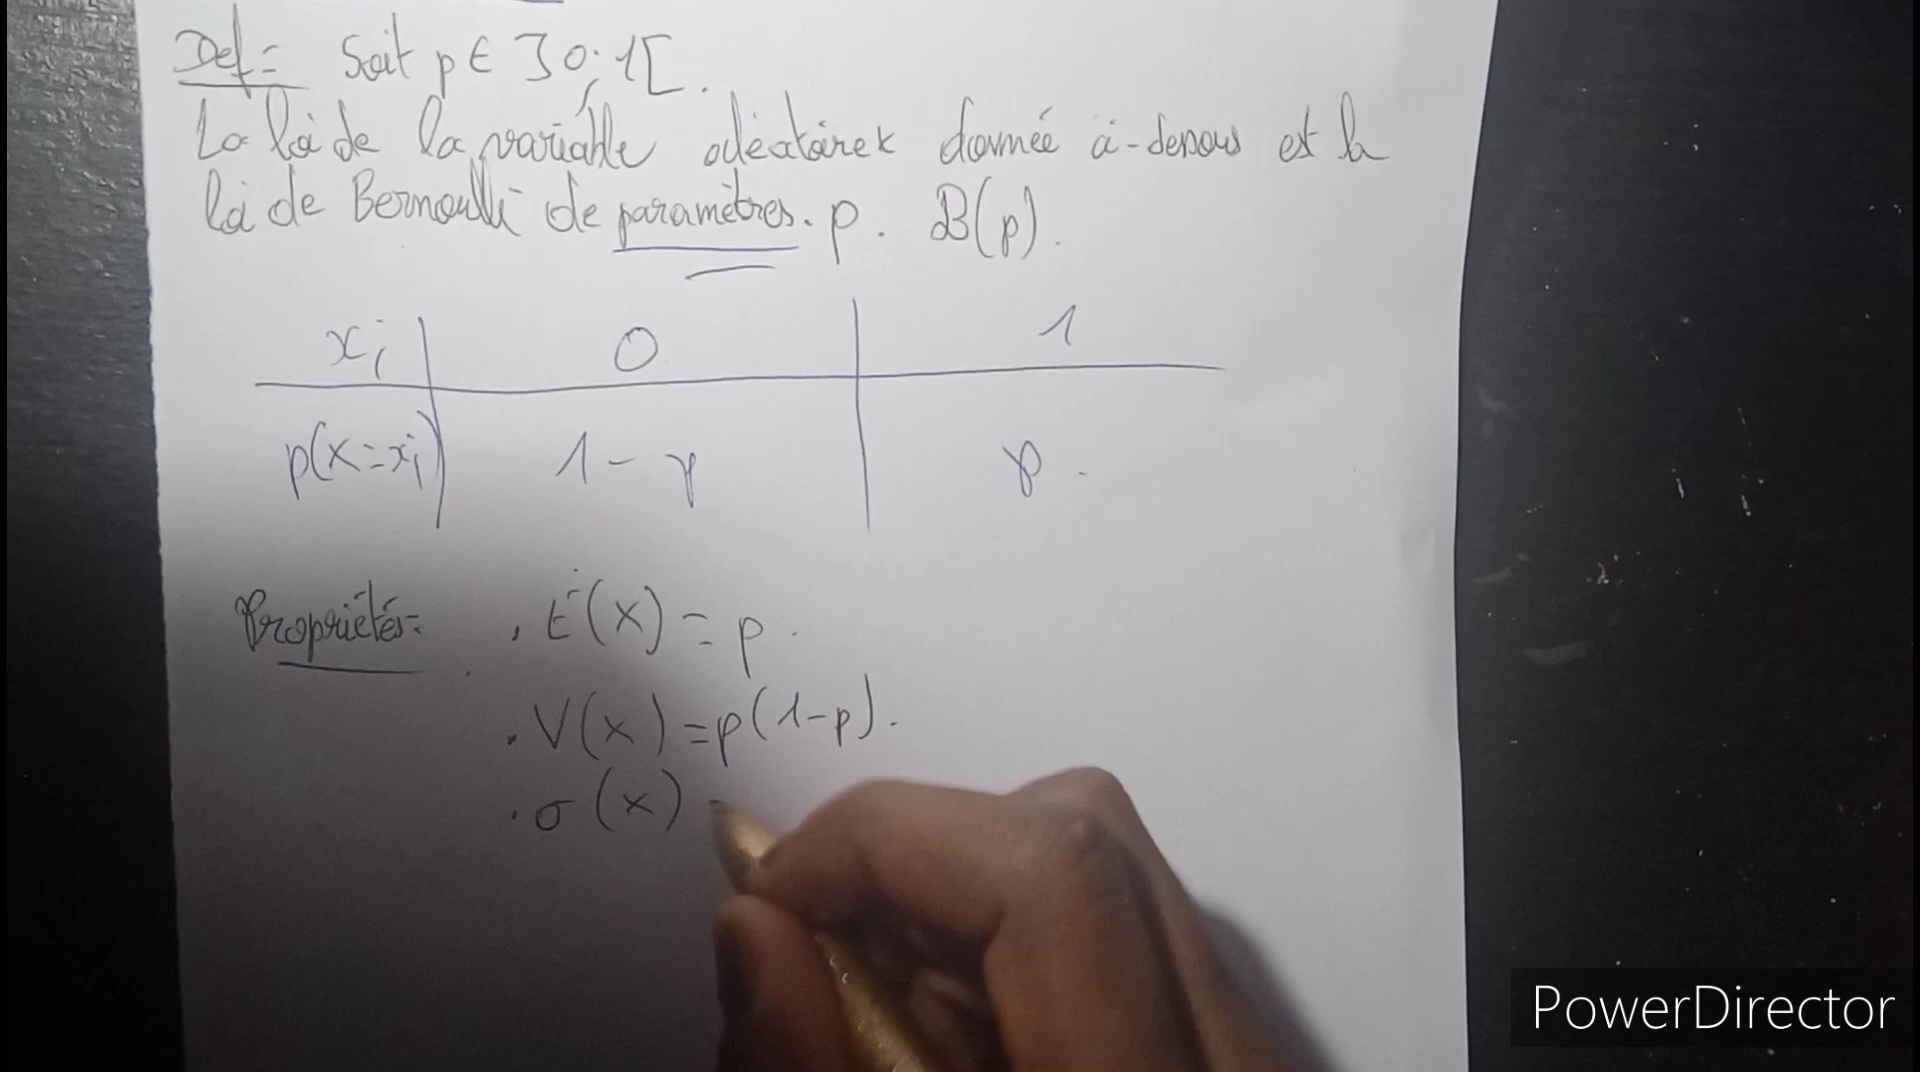 Def: Soit p ∈ ]0;1[.
La loi de la variable aléatoire X donnée ci-dessous est la
loi de Bernoulli de paramètres. p. B(p).
xi 0 1
p(X=xi) 1-p p.
Propriétés: . E(X) = p.
. V(X) = p(1-p).
. σ(X)
PowerDirector